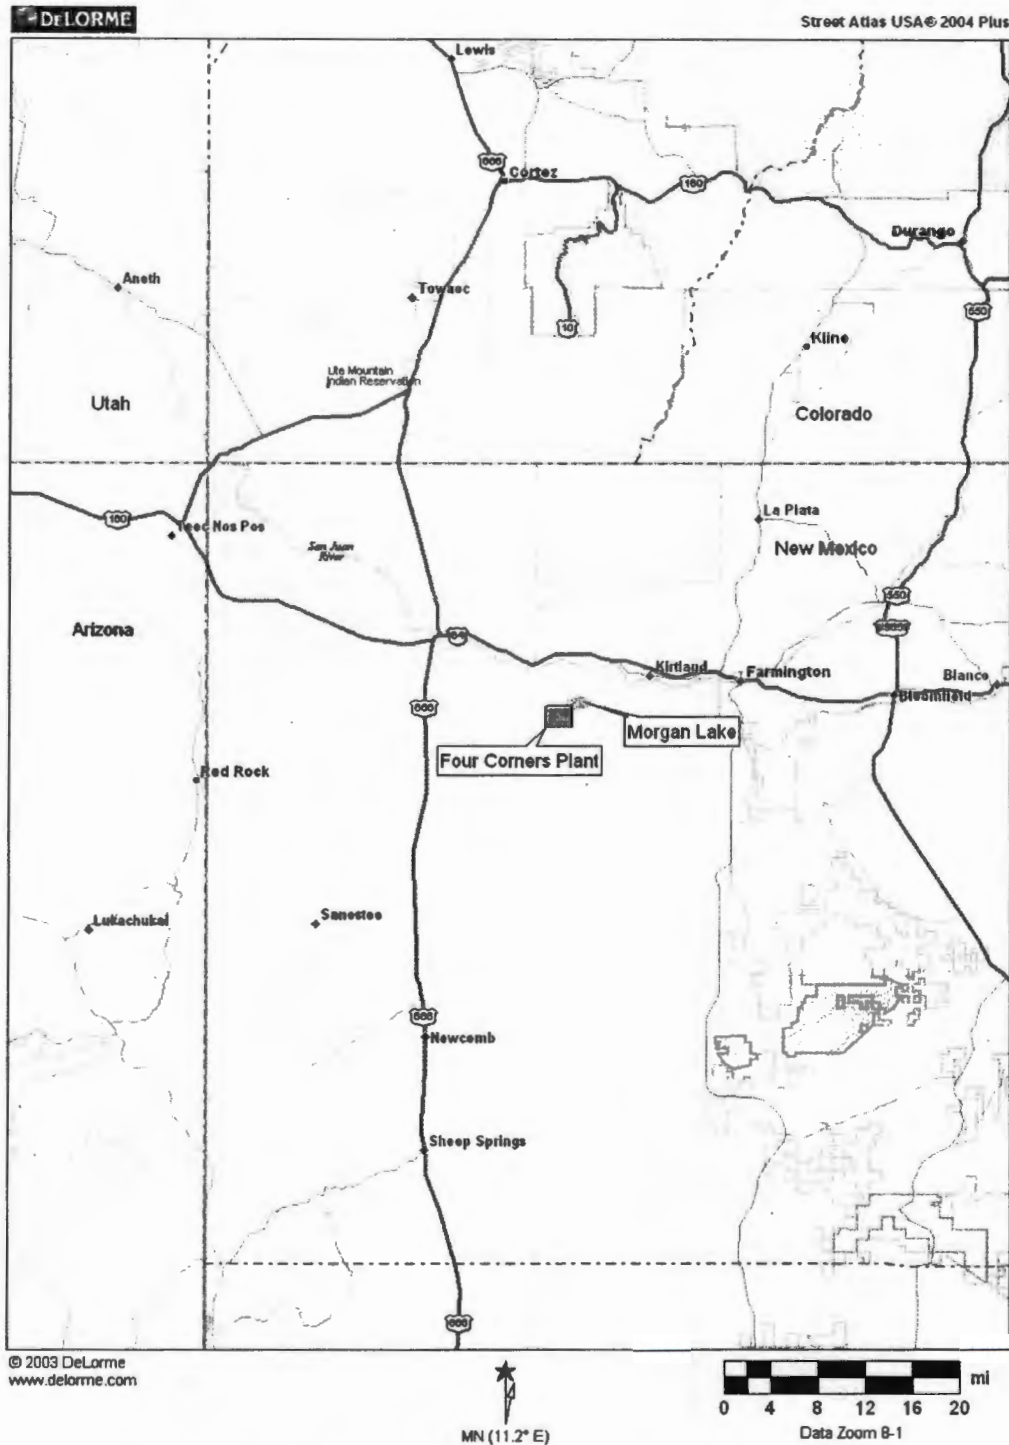 DELORME
Street Atlas USA® 2004 Plus
Lewis
666
Cortez
160
Durango
Aneth
Towaoc
550
10
Kline
Ute Mountain
Indian Reservation
Utah
Colorado
160
Teec Nos Pos
La Plata
San Juan
River
New Mexico
550
Arizona
64
Kirtland
Farmington
Blanco
Bloomfield
666
Morgan Lake
Four Corners Plant
Red Rock
Lukachukai
Sanostee
666
Newcomb
Sheep Springs
666
© 2003 DeLorme
www.delorme.com
MN (11.2° E)
mi
0 4 8 12 16 20
Data Zoom 8-1